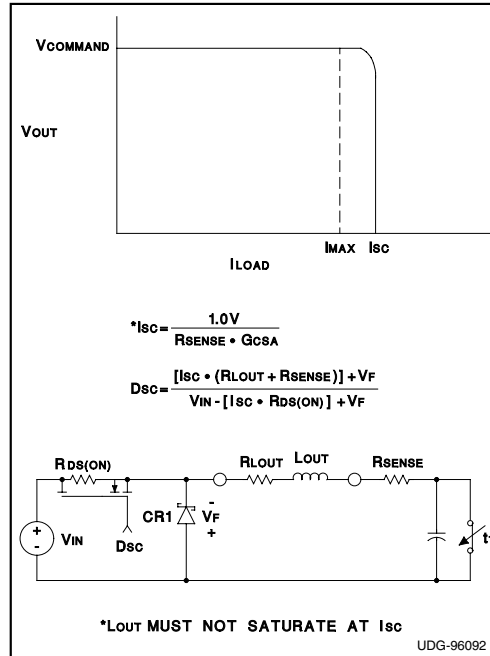 VCOMMAND
VOUT
IMAX ISC
ILOAD
*ISC = 1.0V / RSENSE • GCSA
DSC = [ISC • (RLOUT + RSENSE)] + VF / VIN - [ISC • RDS(ON)] + VF
RDS(ON)
RLOUT LOUT RSENSE
+
-
VIN
DSC
CR1
-
VF
+
*LOUT MUST NOT SATURATE AT ISC
UDG-96092